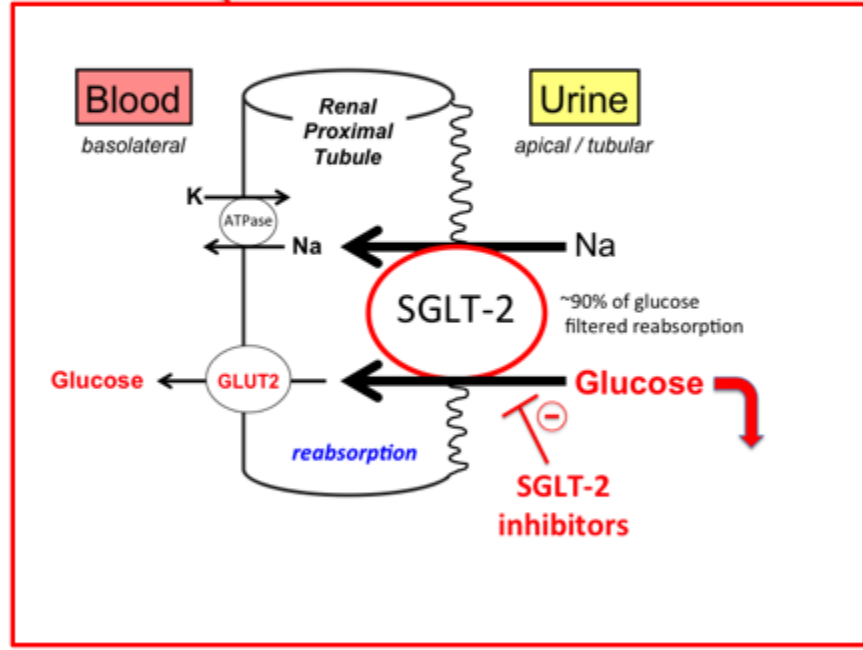 Blood
basolateral
Renal
Proximal
Tubule
Urine
apical / tubular
K
ATPase
Na
Na
SGLT-2
~90% of glucose
filtered reabsorption
Glucose
GLUT2
Glucose
reabsorption
SGLT-2
inhibitors